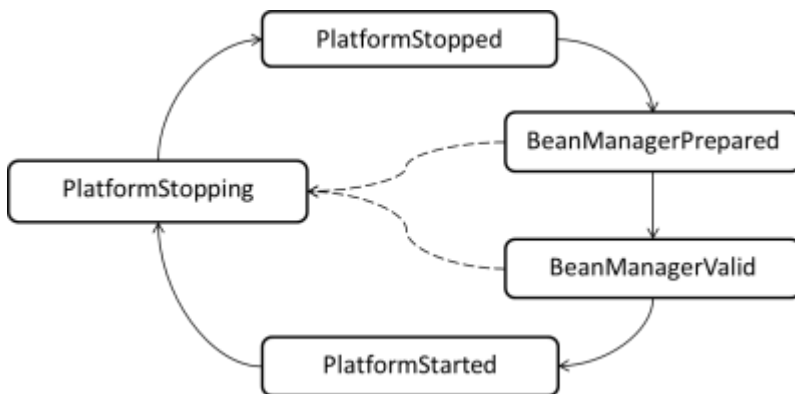 PlatformStopped
BeanManagerPrepared
PlatformStopping
BeanManagerValid
PlatformStarted